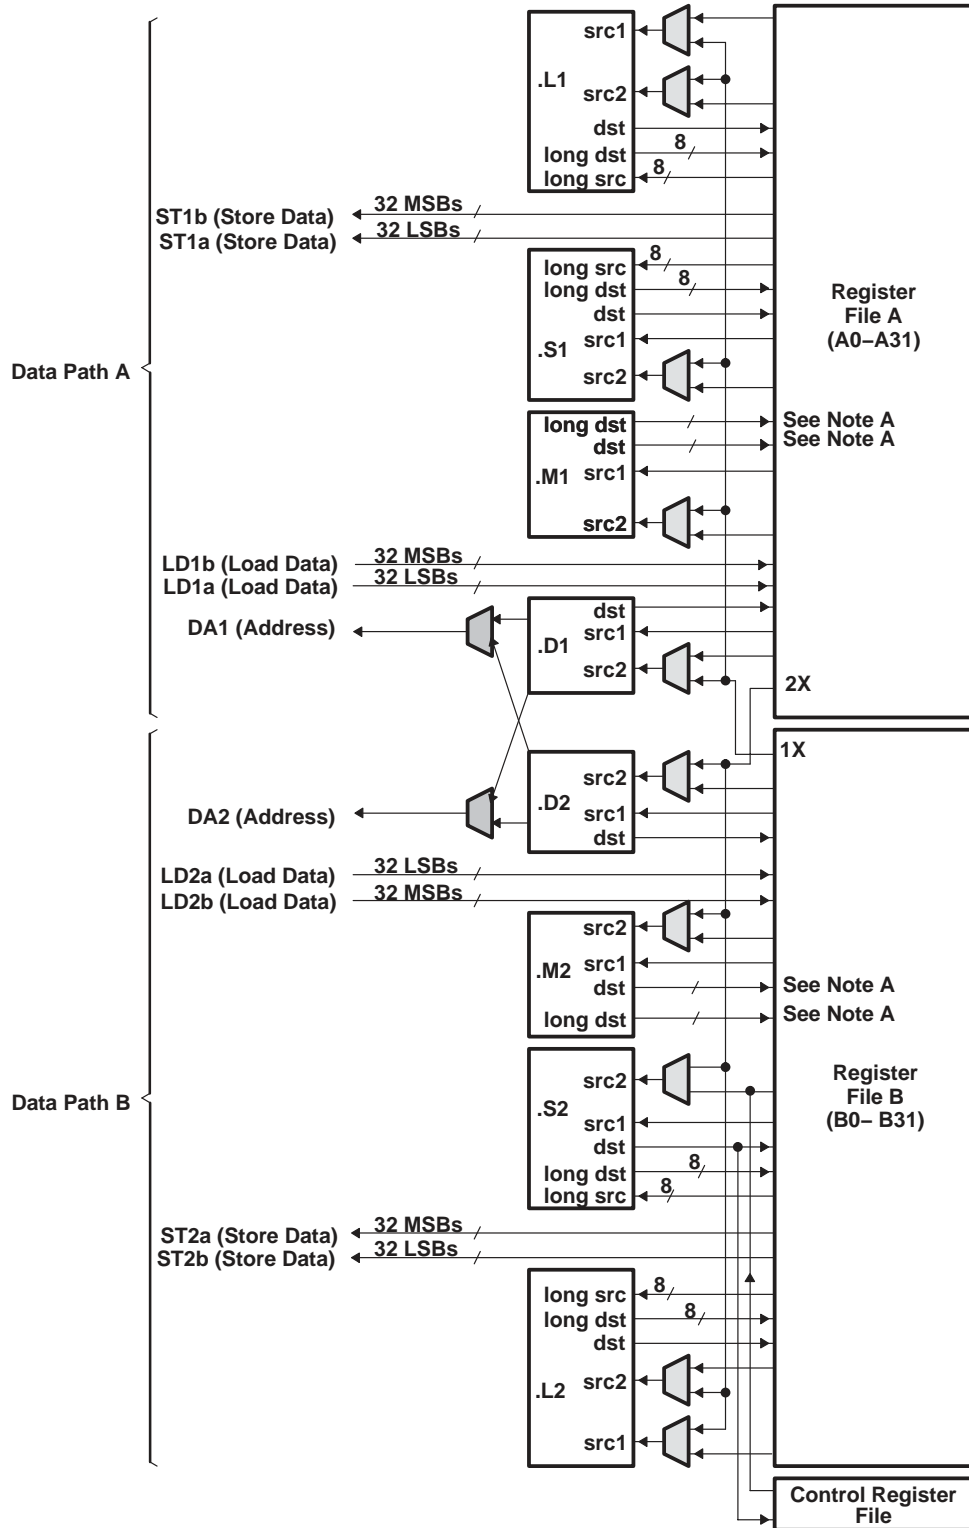 src1
.L1
src2
dst
long dst
8
long src
8
32 MSBs
ST1b (Store Data)
32 LSBs
ST1a (Store Data)
long src
8
long dst
8
dst
Register
File A
(A0–A31)
.S1
src1
src2
Data Path A
long dst
See Note A
dst
See Note A
.M1
src1
src2
LD1b (Load Data)
32 MSBs
LD1a (Load Data)
32 LSBs
dst
DA1 (Address)
.D1
src1
src2
2X
1X
src2
.D2
src1
DA2 (Address)
dst
LD2a (Load Data)
32 LSBs
LD2b (Load Data)
32 MSBs
src2
.M2
src1
dst
See Note A
long dst
See Note A
src2
Register
File B
(B0– B31)
Data Path B
.S2
src1
dst
long dst
8
long src
8
ST2a (Store Data)
32 MSBs
ST2b (Store Data)
32 LSBs
long src
8
long dst
8
dst
.L2
src2
src1
Control Register
File